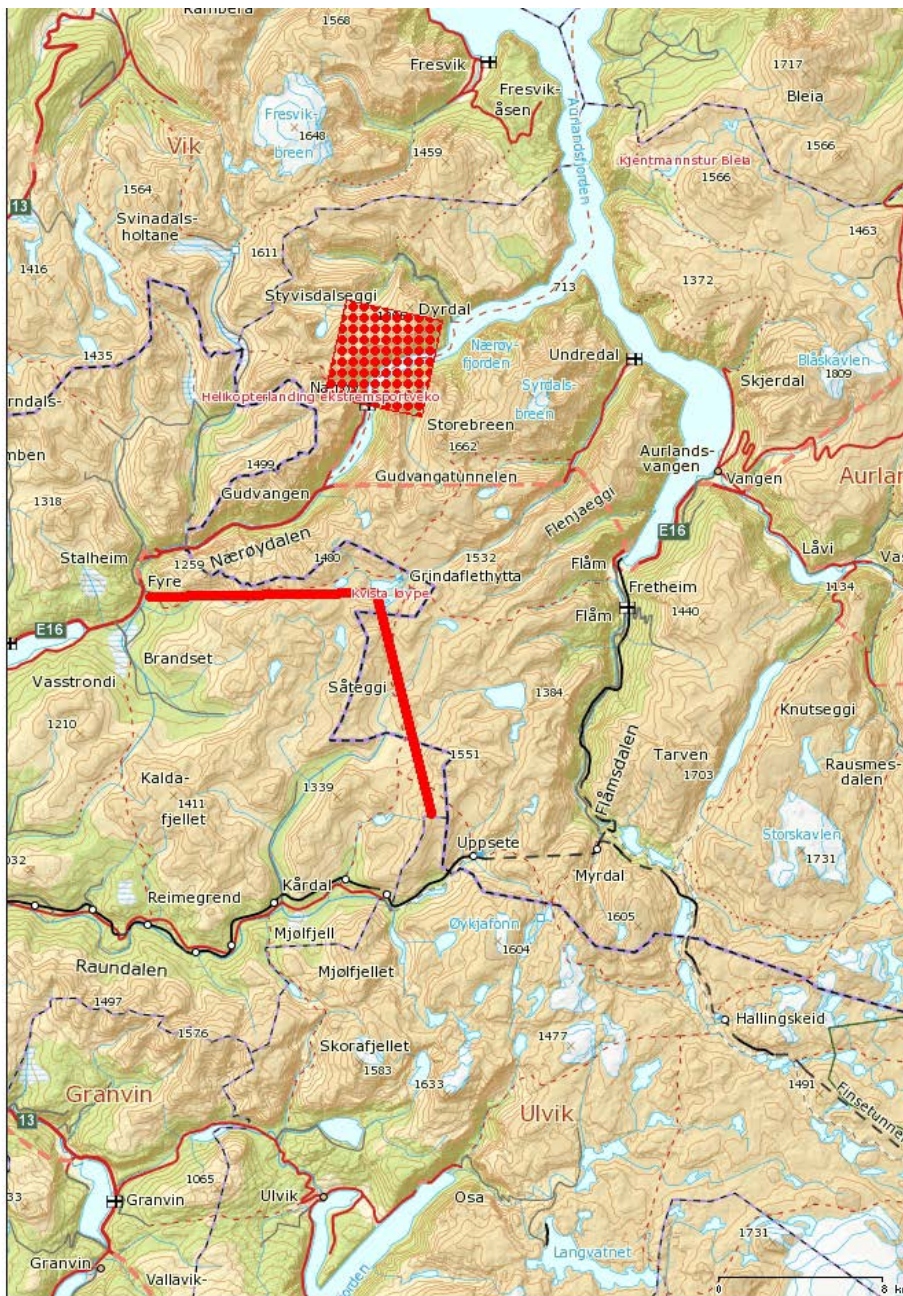 1568
Fresvik
1717
Fresvik-
åsen
Bleia
Fresvik-
breen
1648
Aurlandsfjorden
Vik
1459
1566
Kjentmannstur Bleia
1566
1564
13
Svinadals-
holtane
1611
1463
1416
1372
Styvisdalseggi
713
Dyrdal
1435
Nærøy-
fjorden
Undredal
Blåskavlen
1809
Skjerdal
Helikopterlanding ekstremsportveko
Syrdals-
breen
Storebreen
1662
1499
Aurlands-
vangen
Vangen
Gudvangatunnelen
Gudvangen
1318
Flenjaeggi
E16
Nærøydalen
Stalheim
1259
1480
1532
Låvi
Flåm
Fyre
Grindaflethytta
Fretheim
1134
Kvista løype
Flåm
1440
E16
Brandset
Vasstrondi
Såteggi
1384
Knutseggi
1210
1551
Tarven
Flåmsdalen
Rausmes-
dalen
Kalda-
fjellet
1411
1339
1703
Storskavlen
1731
Uppsete
Myrdal
Reimegrend
Kårdal
Mjølfjell
Øykjafonn
1605
1604
Raundalen
Mjølfjellet
1497
Hallingskeid
1576
1477
Skorafjellet
1583
1633
1491
Granvin
Ulvik
13
1065
Ulvik
Osa
Granvin
1731
Langvatnet
Granvin
Vallavik-
0
8